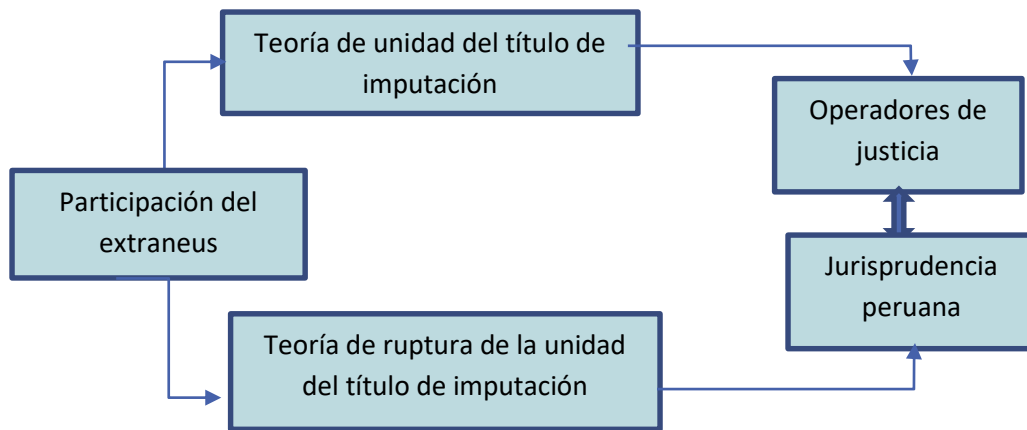 Teoría de unidad del título de
imputación
Operadores de
justicia
Participación del
extraneus
Jurisprudencia
peruana
Teoría de ruptura de la unidad
del título de imputación